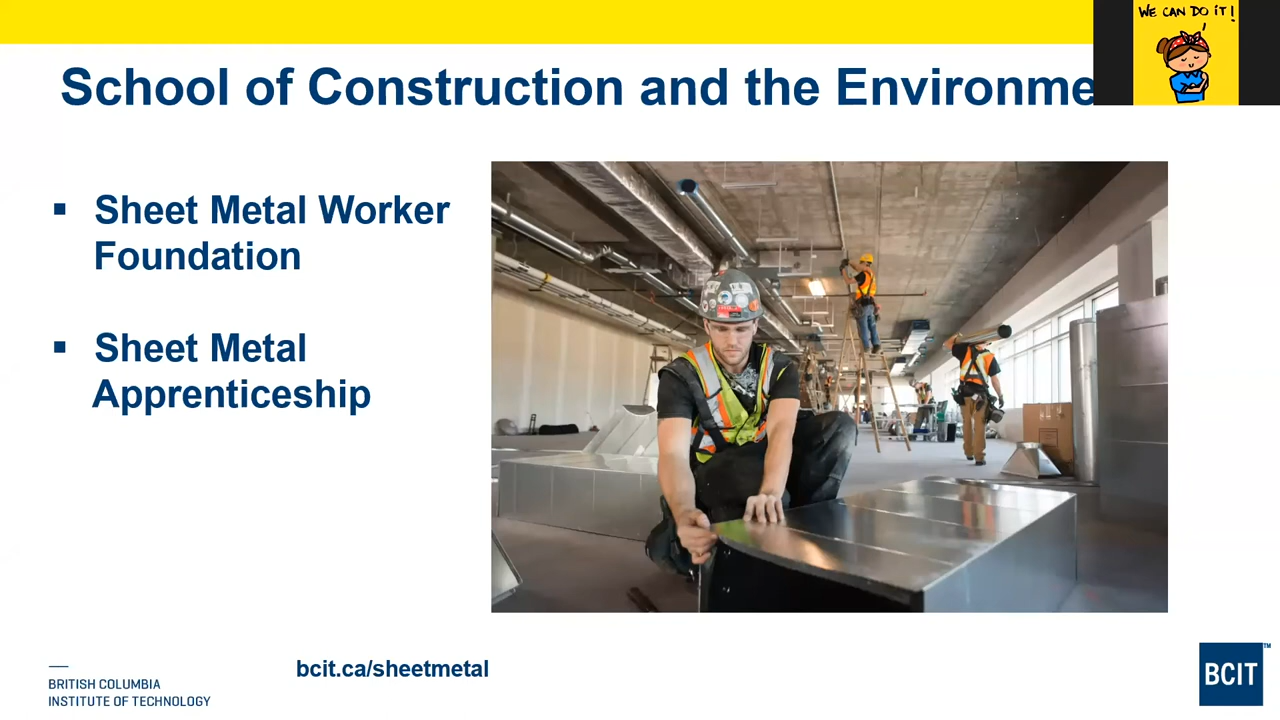 WE CAN DO iT!
School of Construction and the Environme
▪ Sheet Metal Worker
Foundation
▪ Sheet Metal
Apprenticeship
bcit.ca/sheetmetal
BRITISH COLUMBIA
INSTITUTE OF TECHNOLOGY
BCIT™